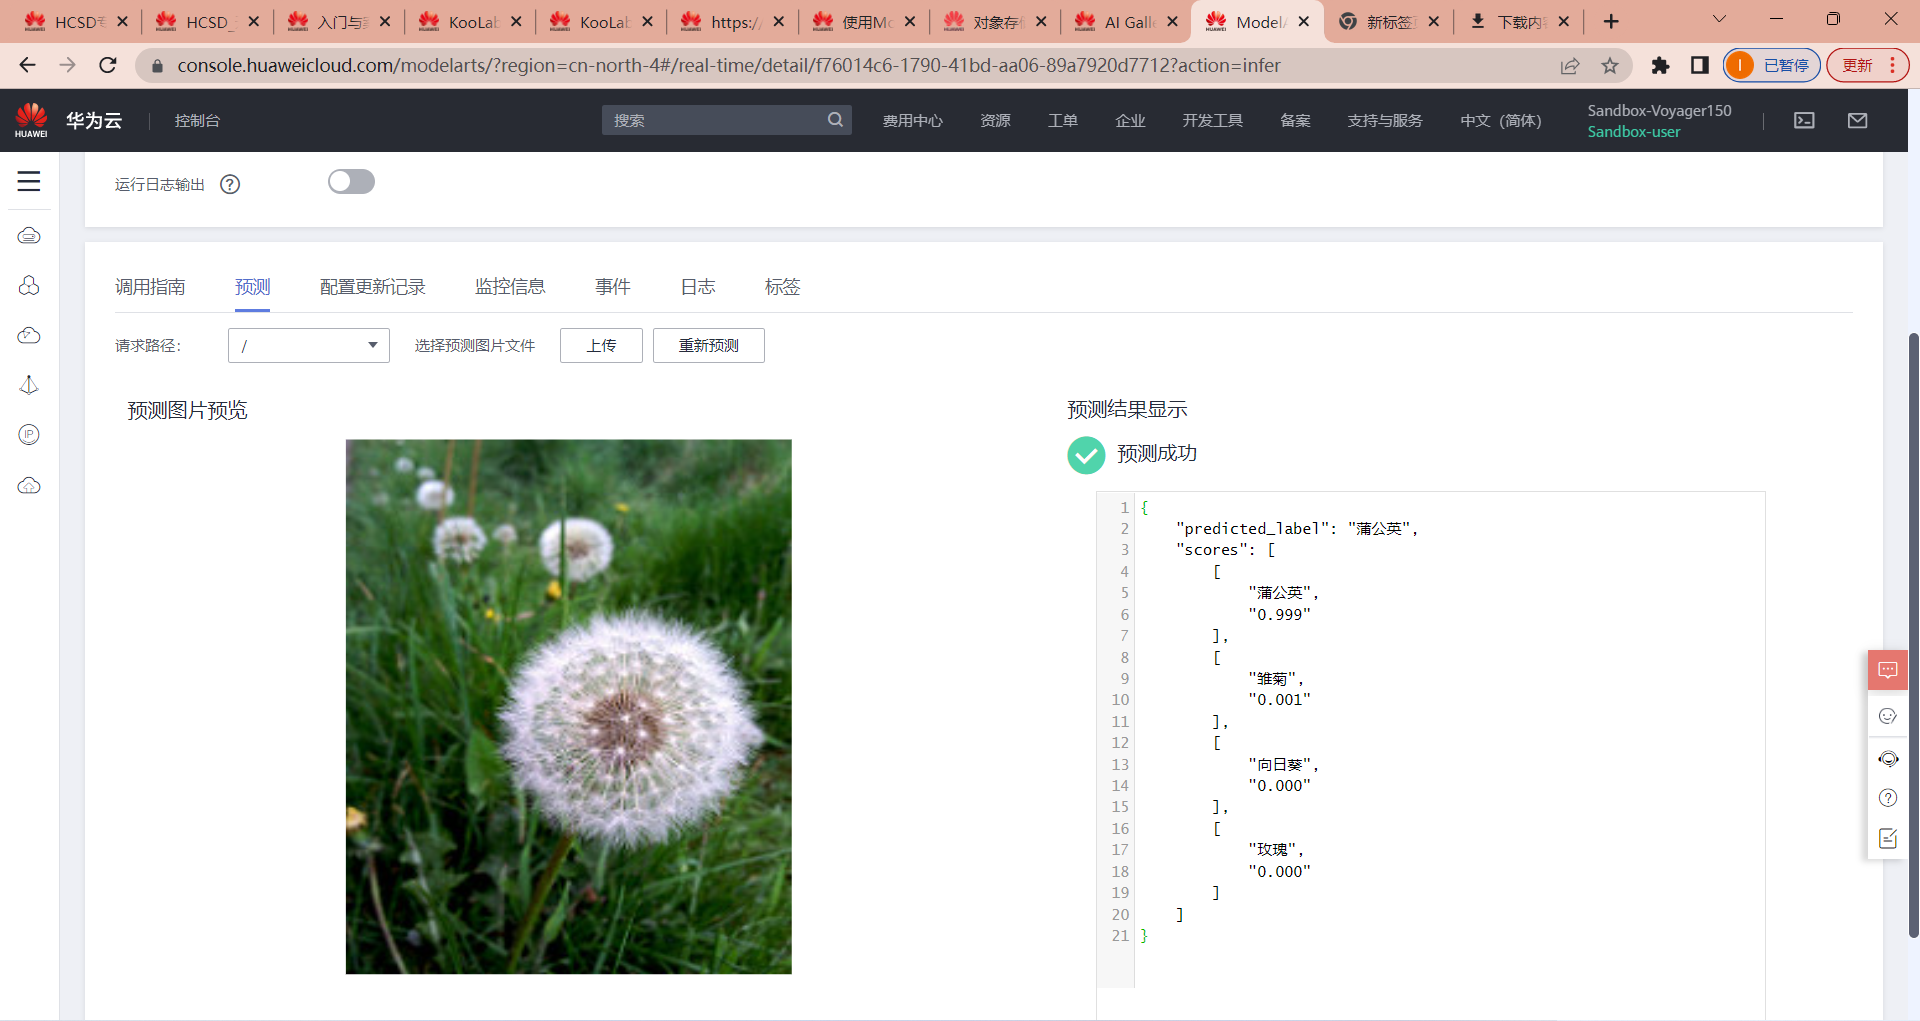 HCSD
HCSD_
入门与
KooLab
KooLab
https:/
使用Mo
对象存
AI Galle
ModelA
新标签
下载内
console.huaweicloud.com/modelarts/?region=cn-north-4#/real-time/detail/f76014c6-1790-41bd-aa06-89a7920d7712?action=infer
I
已暂停
更新
HUAWEI
华为云
控制台
搜索
费用中心
资源
工单
企业
开发工具
备案
支持与服务
中文（简体）
Sandbox-Voyager150
Sandbox-user
运行日志输出
调用指南
预测
配置更新记录
监控信息
事件
日志
标签
请求路径：
/
选择预测图片文件
上传
重新预测
预测图片预览
预测结果显示
预测成功
1 {
2 "predicted_label": "蒲公英",
3 "scores": [
4 [
5 "蒲公英",
6 "0.999"
7 ],
8 [
9 "雏菊",
10 "0.001"
11 ],
12 [
13 "向日葵",
14 "0.000"
15 ],
16 [
17 "玫瑰",
18 "0.000"
19 ]
20 ]
21 }
IP